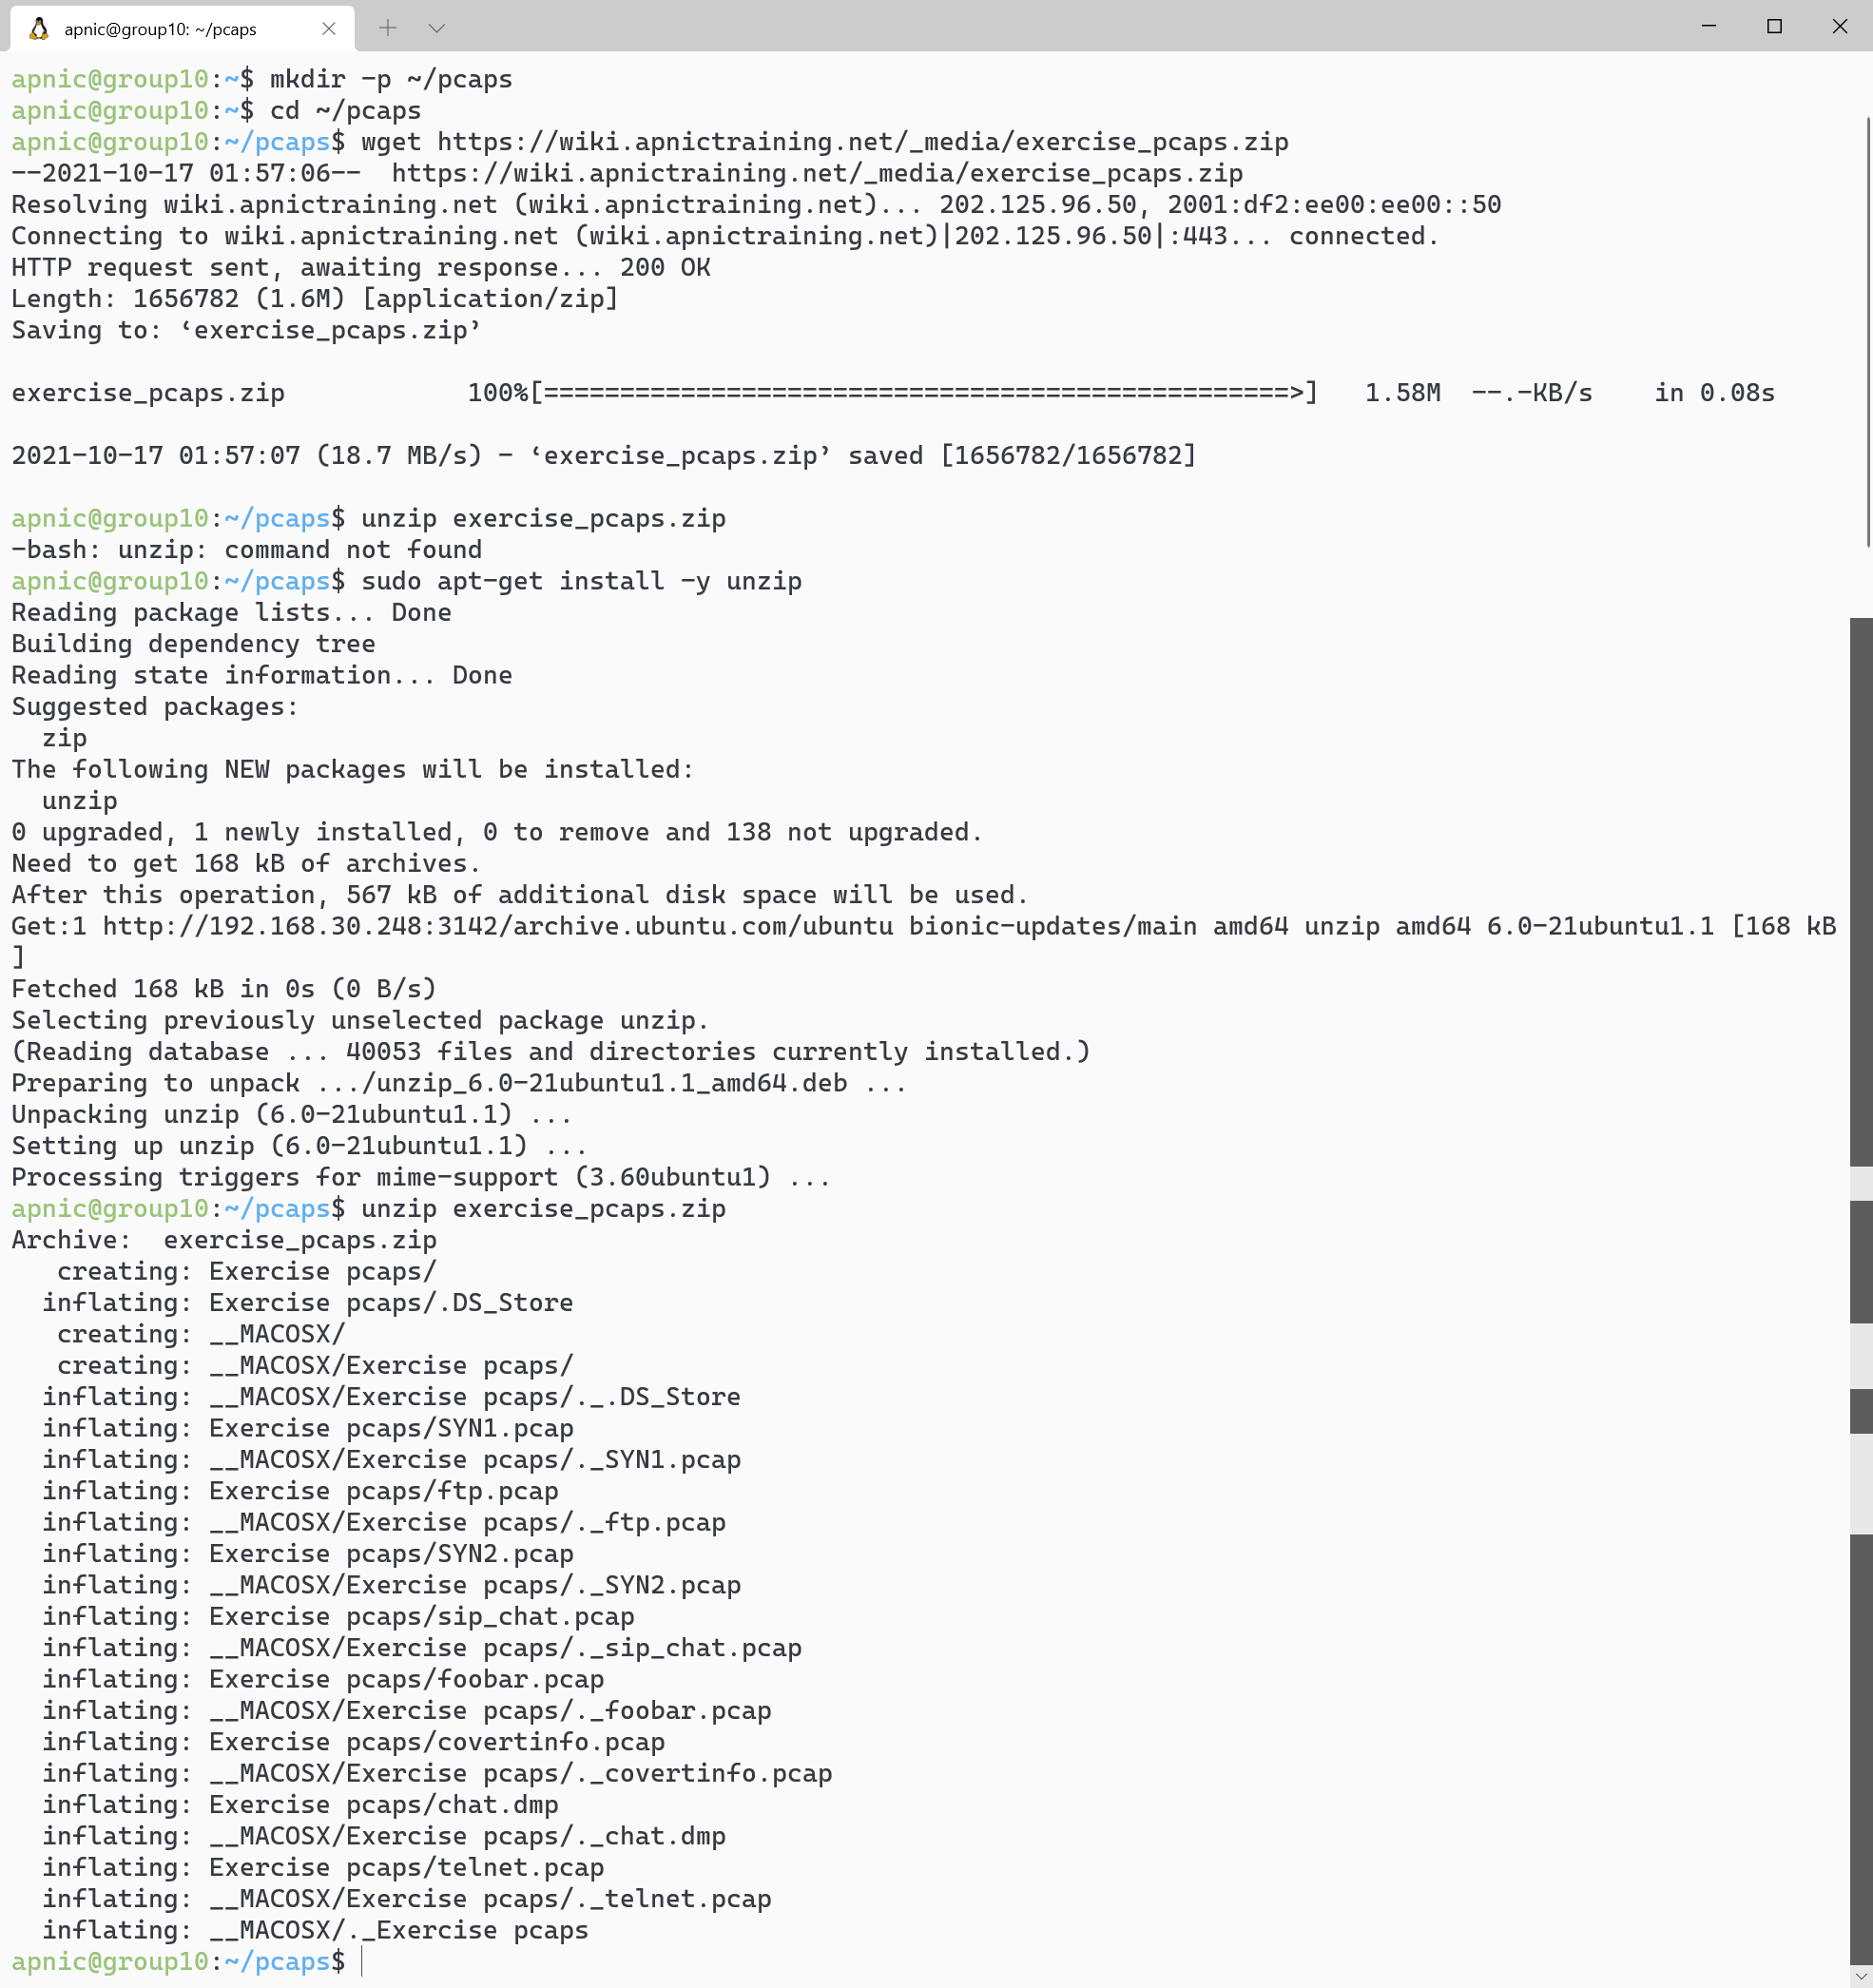 apnic@group10: ~/pcaps
apnic@group10:~$ mkdir -p ~/pcaps
apnic@group10:~$ cd ~/pcaps
apnic@group10:~/pcaps$ wget https://wiki.apnictraining.net/_media/exercise_pcaps.zip
--2021-10-17 01:57:06--  https://wiki.apnictraining.net/_media/exercise_pcaps.zip
Resolving wiki.apnictraining.net (wiki.apnictraining.net)... 202.125.96.50, 2001:df2:ee00:ee00::50
Connecting to wiki.apnictraining.net (wiki.apnictraining.net)|202.125.96.50|:443... connected.
HTTP request sent, awaiting response... 200 OK
Length: 1656782 (1.6M) [application/zip]
Saving to: ‘exercise_pcaps.zip’
exercise_pcaps.zip            100%[=================================================>]   1.58M  --.-KB/s    in 0.08s
2021-10-17 01:57:07 (18.7 MB/s) - ‘exercise_pcaps.zip’ saved [1656782/1656782]
apnic@group10:~/pcaps$ unzip exercise_pcaps.zip
-bash: unzip: command not found
apnic@group10:~/pcaps$ sudo apt-get install -y unzip
Reading package lists... Done
Building dependency tree
Reading state information... Done
Suggested packages:
  zip
The following NEW packages will be installed:
  unzip
0 upgraded, 1 newly installed, 0 to remove and 138 not upgraded.
Need to get 168 kB of archives.
After this operation, 567 kB of additional disk space will be used.
Get:1 http://192.168.30.248:3142/archive.ubuntu.com/ubuntu bionic-updates/main amd64 unzip amd64 6.0-21ubuntu1.1 [168 kB
]
Fetched 168 kB in 0s (0 B/s)
Selecting previously unselected package unzip.
(Reading database ... 40053 files and directories currently installed.)
Preparing to unpack .../unzip_6.0-21ubuntu1.1_amd64.deb ...
Unpacking unzip (6.0-21ubuntu1.1) ...
Setting up unzip (6.0-21ubuntu1.1) ...
Processing triggers for mime-support (3.60ubuntu1) ...
apnic@group10:~/pcaps$ unzip exercise_pcaps.zip
Archive:  exercise_pcaps.zip
   creating: Exercise pcaps/
  inflating: Exercise pcaps/.DS_Store
   creating: __MACOSX/
   creating: __MACOSX/Exercise pcaps/
  inflating: __MACOSX/Exercise pcaps/._.DS_Store
  inflating: Exercise pcaps/SYN1.pcap
  inflating: __MACOSX/Exercise pcaps/._SYN1.pcap
  inflating: Exercise pcaps/ftp.pcap
  inflating: __MACOSX/Exercise pcaps/._ftp.pcap
  inflating: Exercise pcaps/SYN2.pcap
  inflating: __MACOSX/Exercise pcaps/._SYN2.pcap
  inflating: Exercise pcaps/sip_chat.pcap
  inflating: __MACOSX/Exercise pcaps/._sip_chat.pcap
  inflating: Exercise pcaps/foobar.pcap
  inflating: __MACOSX/Exercise pcaps/._foobar.pcap
  inflating: Exercise pcaps/covertinfo.pcap
  inflating: __MACOSX/Exercise pcaps/._covertinfo.pcap
  inflating: Exercise pcaps/chat.dmp
  inflating: __MACOSX/Exercise pcaps/._chat.dmp
  inflating: Exercise pcaps/telnet.pcap
  inflating: __MACOSX/Exercise pcaps/._telnet.pcap
  inflating: __MACOSX/._Exercise pcaps
apnic@group10:~/pcaps$